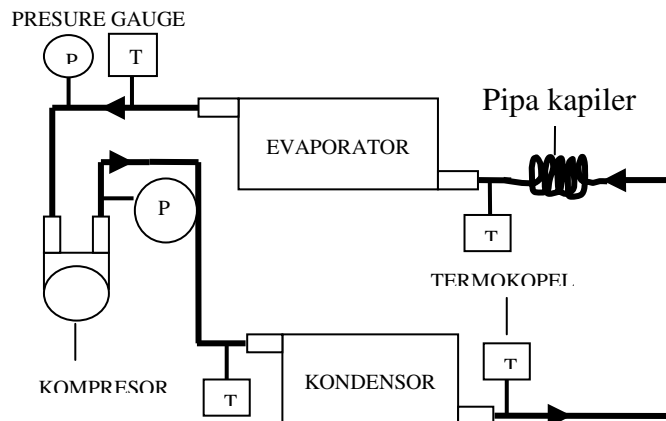 PRESURE GAUGE
P
T
Pipa kapiler
EVAPORATOR
P
T
TERMOKOPEL
T
KOMPRESOR
T
KONDENSOR